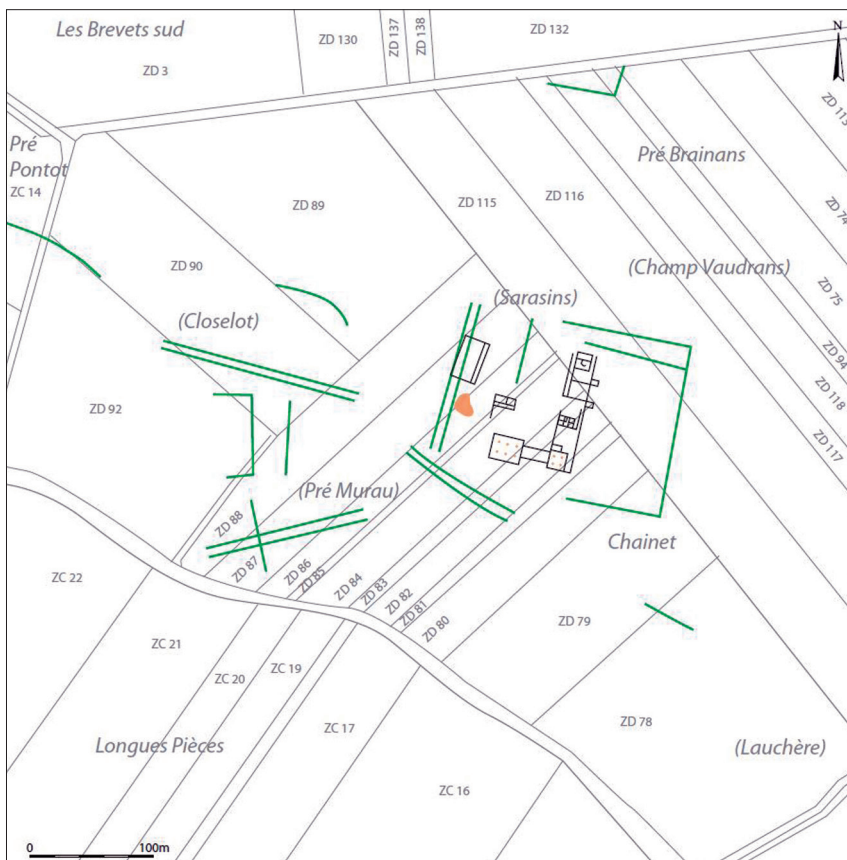 Les Brevets sud
ZD 3
ZD 130
ZD 137
ZD 138
ZD 132
N
Pré
Pontot
ZC 14
ZD 89
ZD 115
ZD 116
Pré Brainans
ZD 113
ZD 74
ZD 75
ZD 94
ZD 118
ZD 117
ZD 90
(Closelot)
(Sarasins)
(Champ Vaudrans)
ZD 92
(Pré Murau)
Chainet
ZD 88
ZD 87
ZD 86
ZD 85
ZD 84
ZD 83
ZD 82
ZD 81
ZD 80
ZD 79
ZD 78
ZC 22
ZC 21
ZC 20
ZC 19
ZC 17
ZC 16
Longues Pièces
(Lauchère)
0 100m